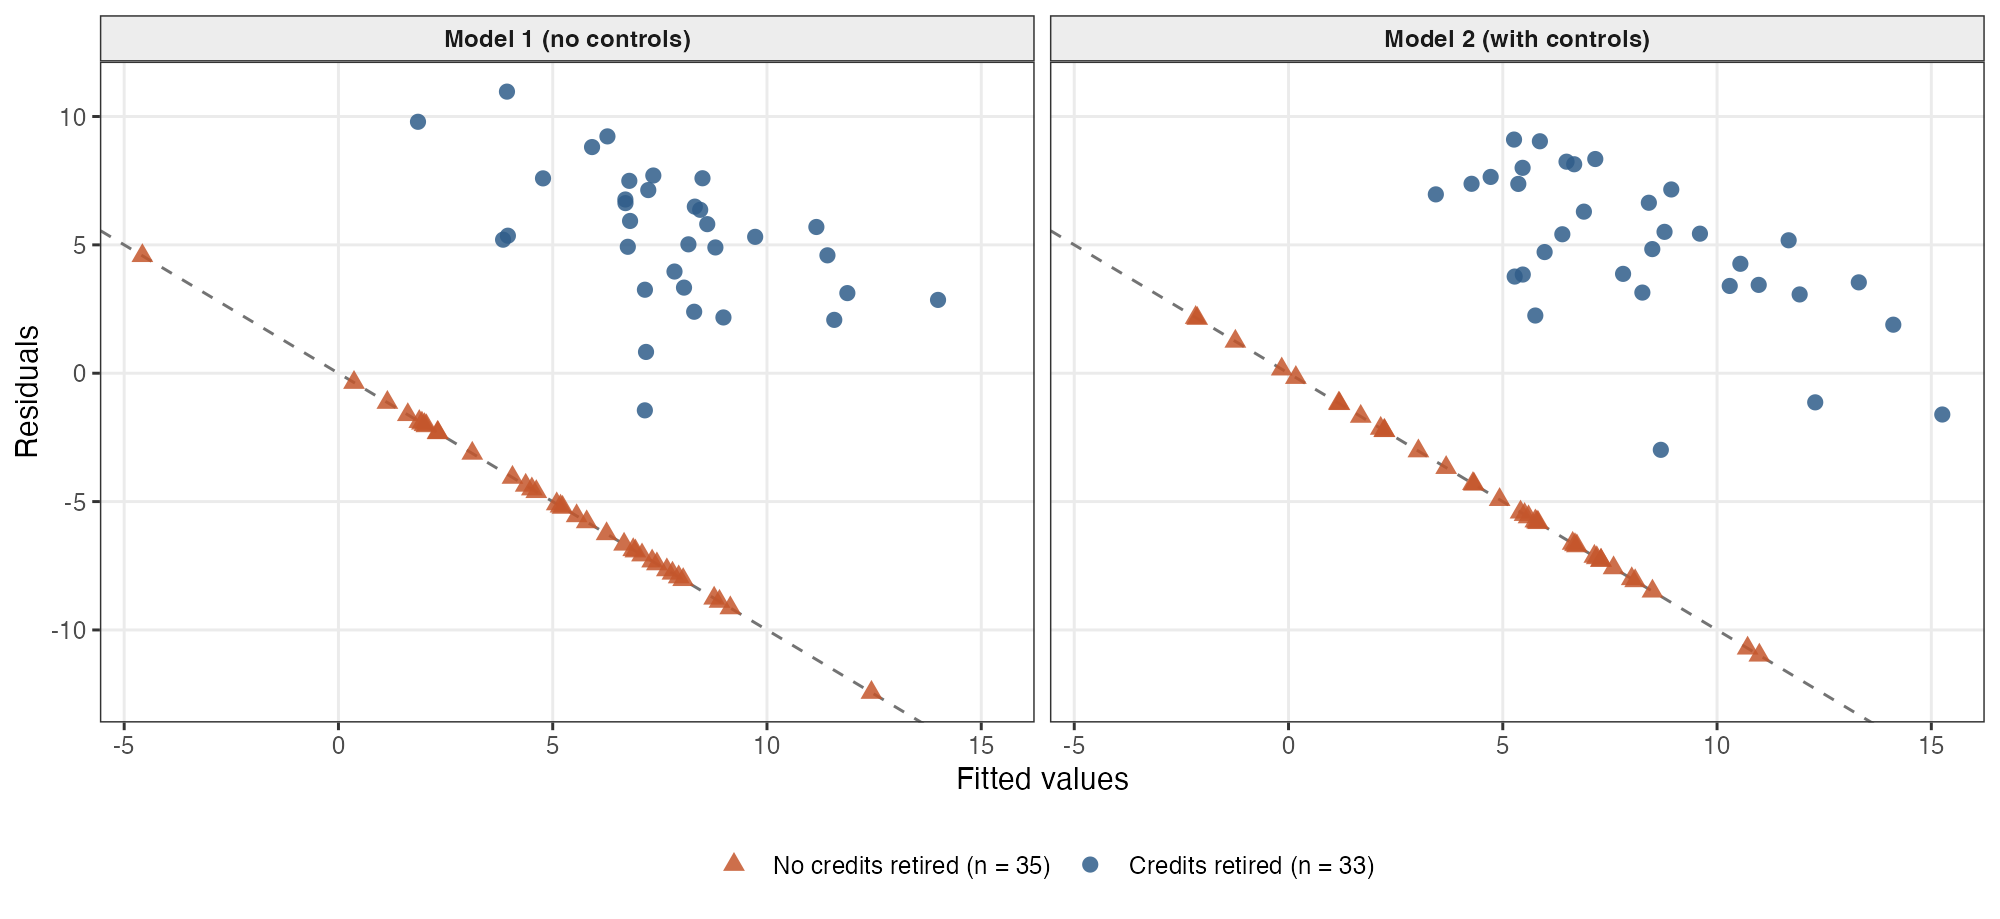 Model 1 (no controls)
Model 2 (with controls)
Residuals
10
5
0
-5
-10
-5 0 5 10 15
-5 0 5 10 15
Fitted values
No credits retired (n = 35)
Credits retired (n = 33)